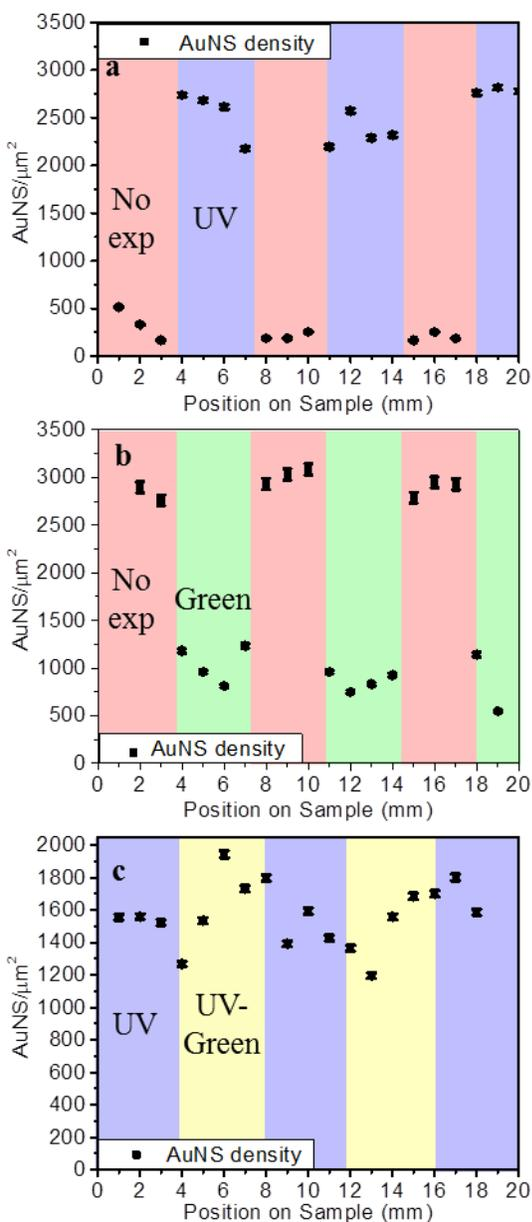 3500
AuNS density
a
3000
2500
2000
1500
1000
500
0
AuNS/μm²
No
exp
UV
0 2 4 6 8 10 12 14 16 18 20
Position on Sample (mm)
3500
b
3000
2500
2000
1500
1000
500
0
AuNS/μm²
No
exp
Green
AuNS density
0 2 4 6 8 10 12 14 16 18 20
Position on Sample (mm)
2000
c
1800
1600
1400
1200
1000
800
600
400
200
0
AuNS/μm²
UV
UV-
Green
AuNS density
0 2 4 6 8 10 12 14 16 18 20
Position on Sample (mm)